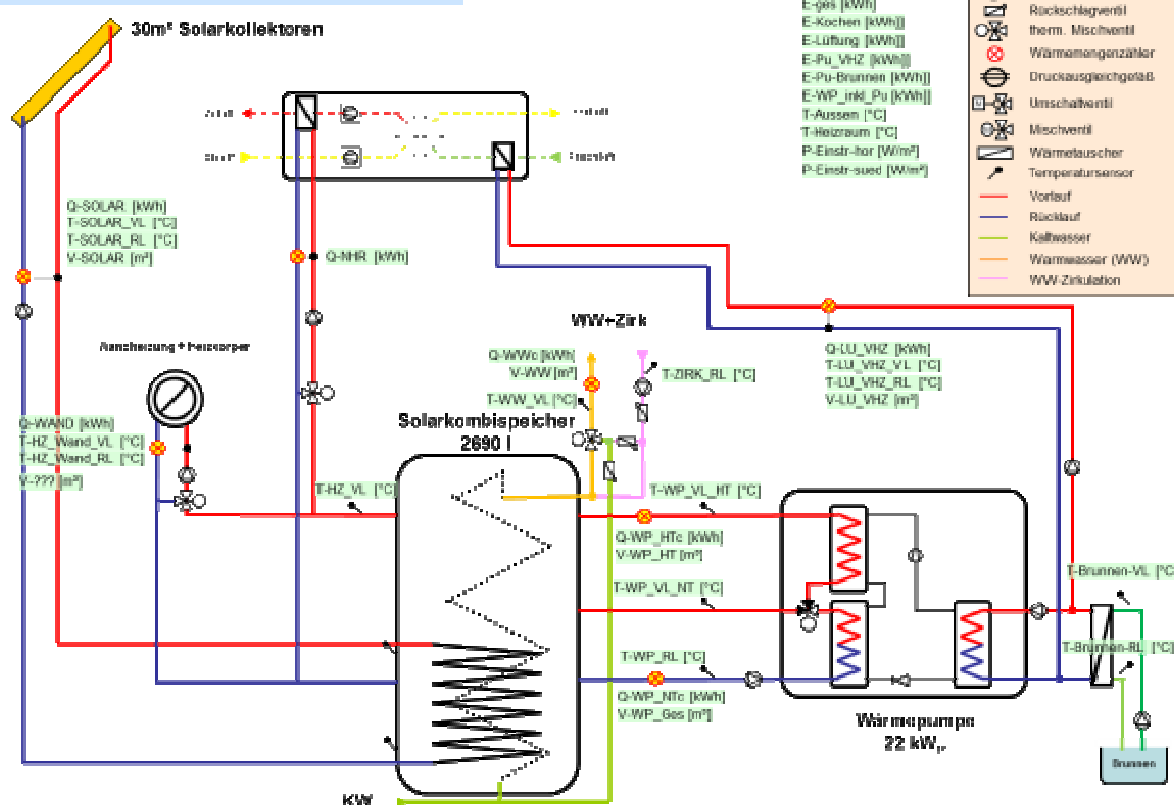 30m² Solarkollektoren
E-ges [kWh]
E-Kochen [kWh]]
E-Lüftung [kWh]]
E-Pu_VHZ [kWh]]
E-Pu-Brunnen [kWh]]
E-WP_inkl_Pu [kWh]]
T-Aussen [°C]
T-Heizraum [°C]
P-Einstr-hor [W/m²]
P-Einstr-sued [W/m²]
Rückschlagventil
therm. Mischventil
Wärmemengenzähler
Druckausgleichgefäß
Umschaltventil
Mischventil
Wärmetauscher
Temperatursensor
Vorlauf
Rücklauf
Kaltwasser
Warmwasser (WW)
WW-Zirkulation
Q-SOLAR [kWh]
T-SOLAR_VL [°C]
T-SOLAR_RL [°C]
V-SOLAR [m³]
Q-NHR [kWh]
WW+Zirk
Q-WWc [kWh]
V-WW [m³]
T-WW_VL [°C]
T-ZIRK_RL [°C]
Q-LU_VHZ [kWh]
T-LU_VHZ_VL [°C]
T-LU_VHZ_RL [°C]
V-LU_VHZ [m³]
Q-WAND [kWh]
T-HZ_Wand_VL [°C]
T-HZ_Wand_RL [°C]
V-??? [m³]
Solarkombispeicher
2690 l
T-HZ_VL [°C]
T-WP_VL_HT [°C]
Q-WP_HTc [kWh]
V-WP_HT [m³]
T-WP_VL_NT [°C]
T-WP_RL [°C]
Q-WP_NTc [kWh]
V-WP_Ges [m³]]
T-Brunnen-VL [°C
T-Brunnen-RL [°C]
Wärmepumpe
22 kW
Brunnen
KW